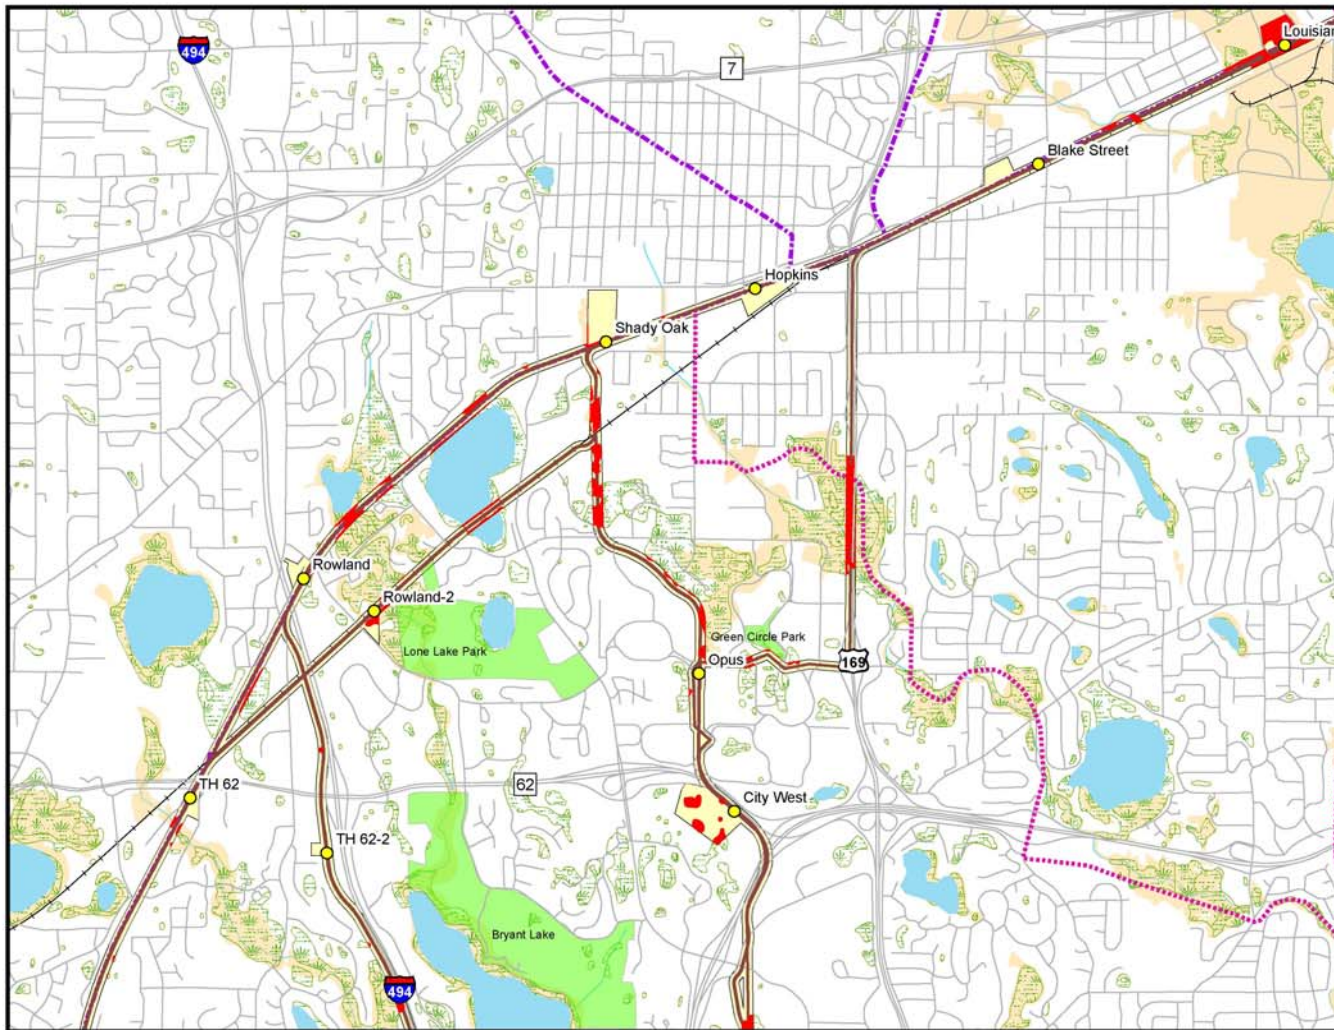 Louisian
494
7
Blake Street
Hopkins
Shady Oak
Rowland
Rowland-2
Green Circle Park
Lone Lake Park
Opus
169
TH 62
62
City West
TH 62-2
Bryant Lake
494